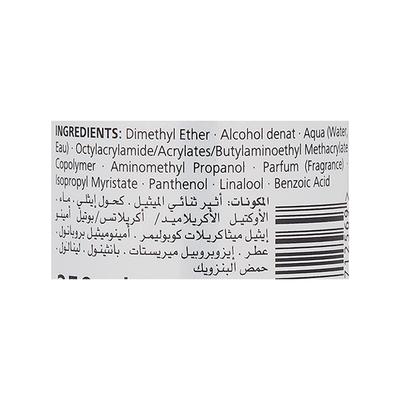 INGREDIENTS: Dimethyl Ether · Alcohol denat · Aqua (Water,
Eau) · Octylacrylamide/Acrylates/Butylaminoethyl Methacrylate
Copolymer · Aminomethyl Propanol · Parfum (Fragrance) ·
Isopropyl Myristate · Panthenol · Linalool · Benzoic Acid
المكونات: أثير ثنائي الميثيل. كحول إيثلي. ماء.
الأوكتيل الأكريلاميد/ أكريلاتس/بوتيل أمينو
إيثيل ميثاكريلات كوبوليمر. أمينوميثيل بروبانول.
عطر. إيزوبروبيل ميريستات. بانثينول. لينالول.
حمض البنزويك